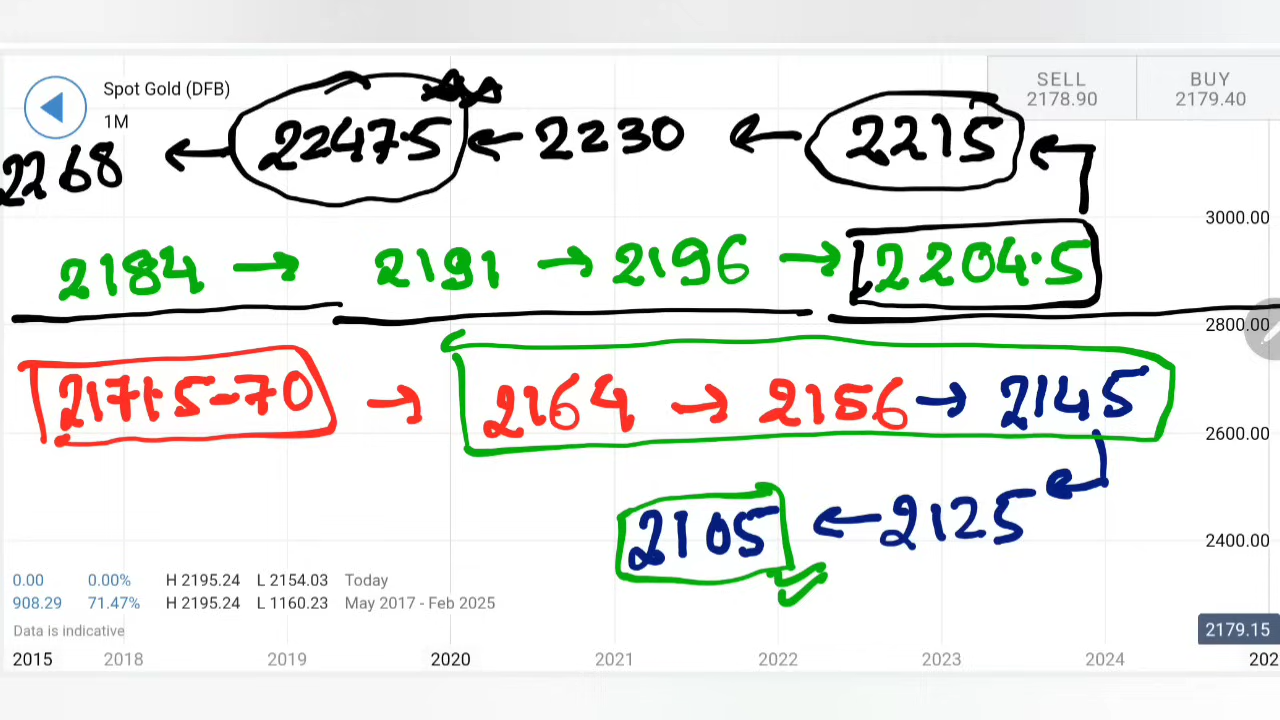 Spot Gold (DFB)
1M
SELL
2178.90
BUY
2179.40
2268 ← 2247.5 ← 2230 ← 2215 ←
3000.00
2184 → 2191 → 2196 → 2204.5
2800.00
2171.5-70 → 2164 → 2156 → 2145
2600.00
2105 ← 2125 ←
2400.00
0.00 0.00% H 2195.24 L 2154.03 Today
908.29 71.47% H 2195.24 L 1160.23 May 2017 - Feb 2025
Data is indicative
2179.15
2015 2018 2019 2020 2021 2022 2023 2024 202